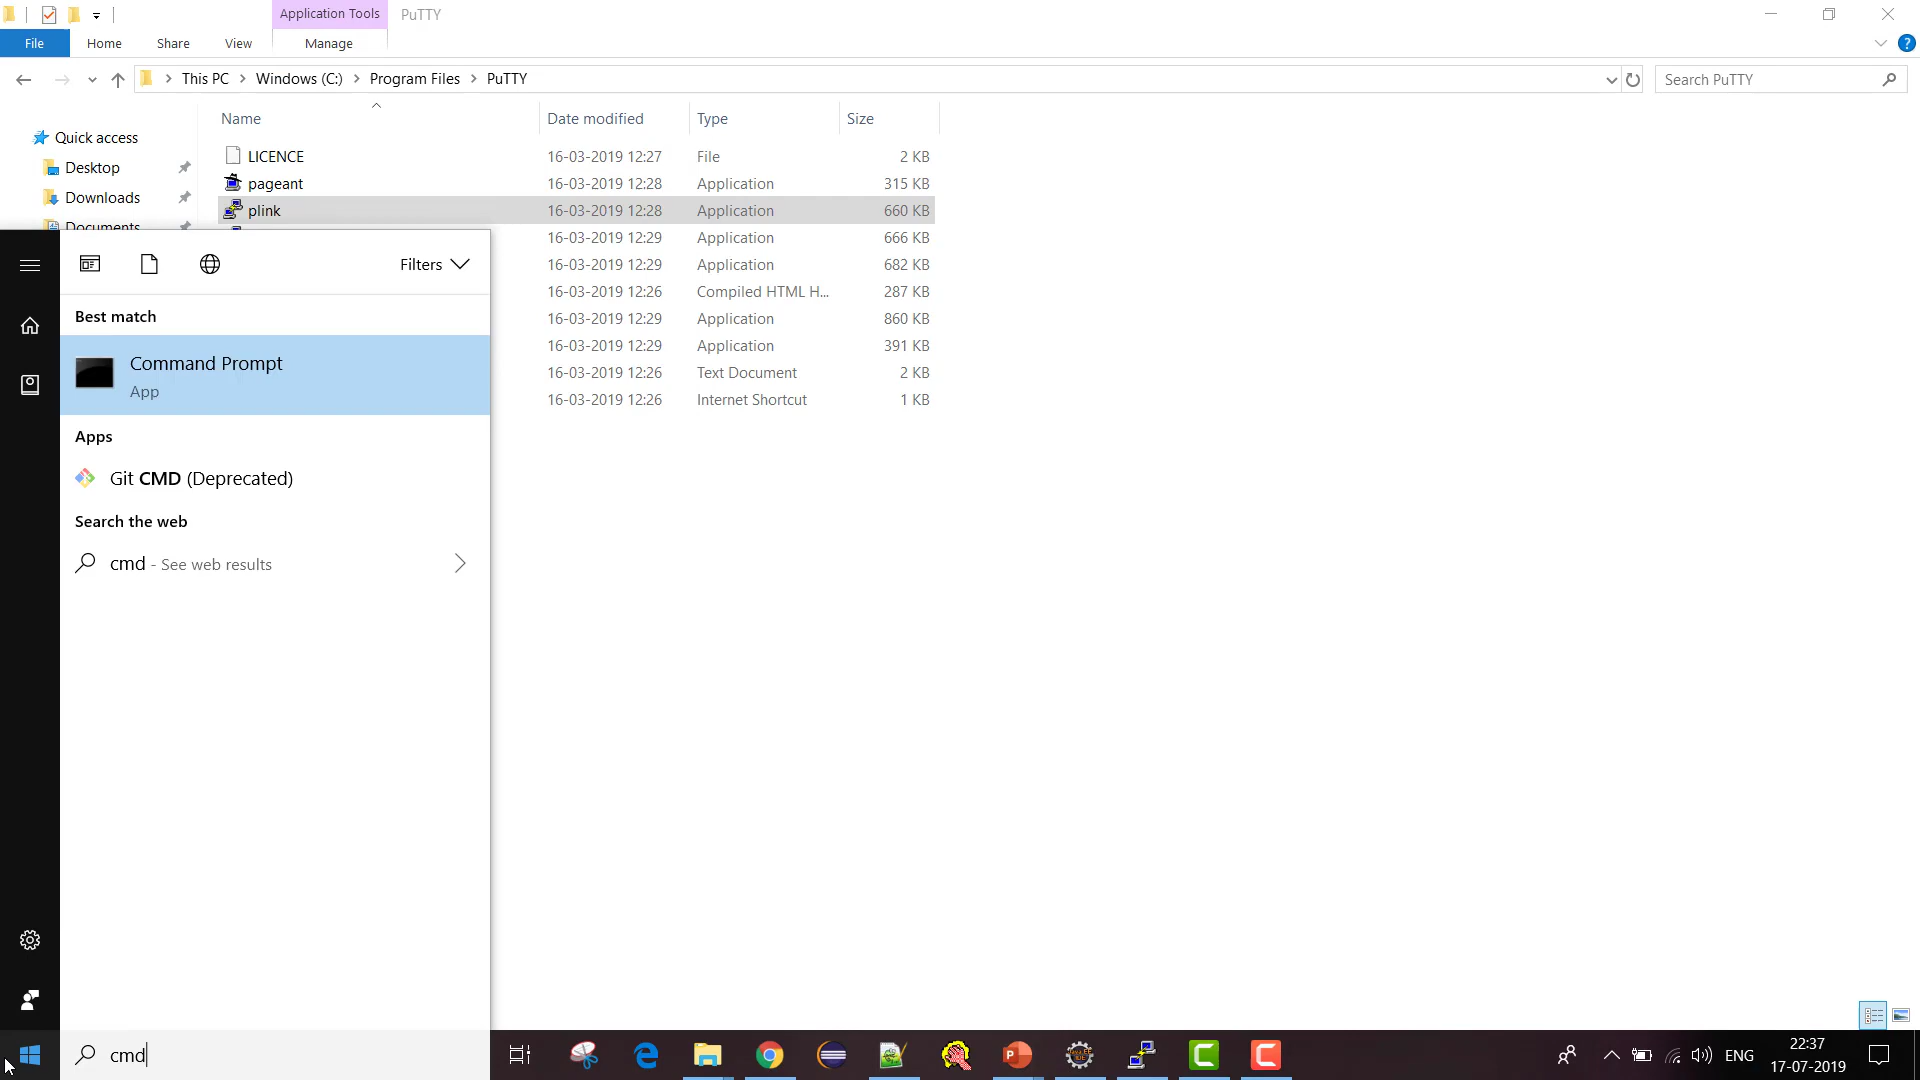 Application Tools PuTTY
File Home Share View Manage
This PC Windows (C:) Program Files PuTTY Search PuTTY
Name Date modified Type Size
Quick access
Desktop
Downloads
Documents
LICENCE 16-03-2019 12:27 File 2 KB
pageant 16-03-2019 12:28 Application 315 KB
plink 16-03-2019 12:28 Application 660 KB
16-03-2019 12:29 Application 666 KB
16-03-2019 12:29 Application 682 KB
16-03-2019 12:26 Compiled HTML H... 287 KB
16-03-2019 12:29 Application 860 KB
16-03-2019 12:29 Application 391 KB
16-03-2019 12:26 Text Document 2 KB
16-03-2019 12:26 Internet Shortcut 1 KB
Filters
Best match
Command Prompt
App
Apps
Git CMD (Deprecated)
Search the web
cmd - See web results
cmd
ENG
22:37
17-07-2019